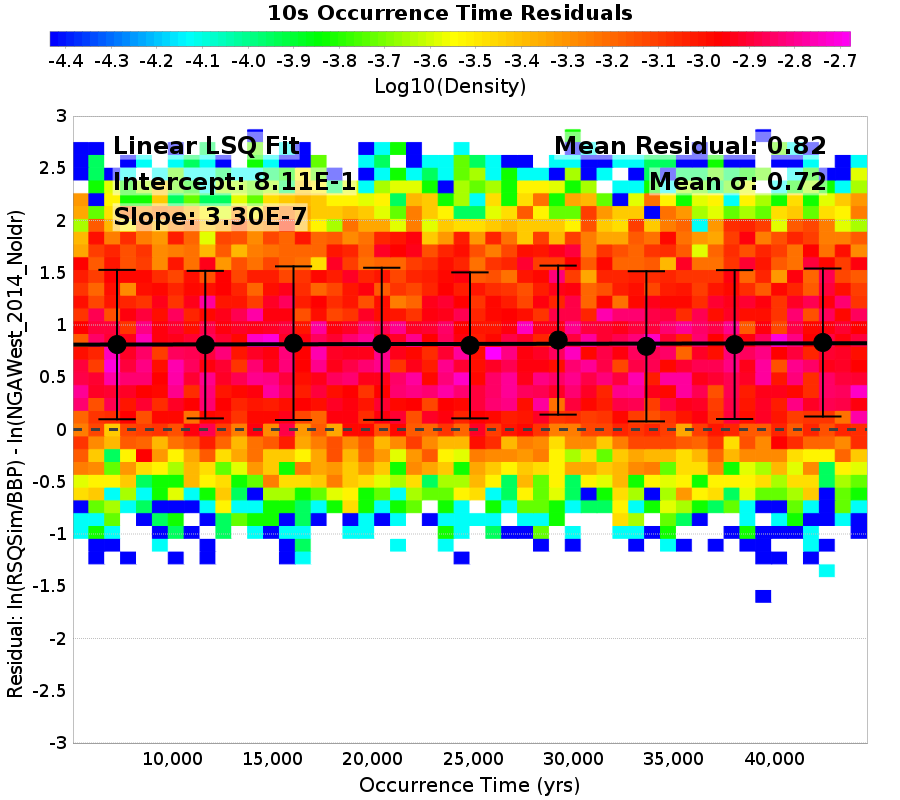 10s Occurrence Time Residuals
-4.4 -4.3 -4.2 -4.1 -4.0 -3.9 -3.8 -3.7 -3.6 -3.5 -3.4 -3.3 -3.2 -3.1 -3.0 -2.9 -2.8 -2.7
Log10(Density)
Linear LSQ Fit
Intercept: 8.11E-1
Slope: 3.30E-7
Mean Residual: 0.82
Mean σ: 0.72
3
2.5
2
1.5
1
0.5
0
-0.5
-1
-1.5
-2
-2.5
-3
Residual: ln(RSQSim/BBP) - ln(NGAWest_2014_NoIdr)
10,000 15,000 20,000 25,000 30,000 35,000 40,000
Occurrence Time (yrs)